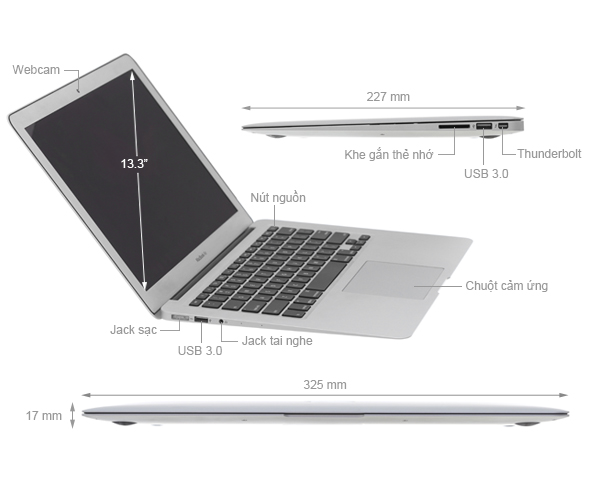 Webcam
227 mm
13.3”
Khe gắn thẻ nhớ
Thunderbolt
USB 3.0
Nút nguồn
Chuột cảm ứng
Jack sạc
Jack tai nghe
USB 3.0
325 mm
17 mm